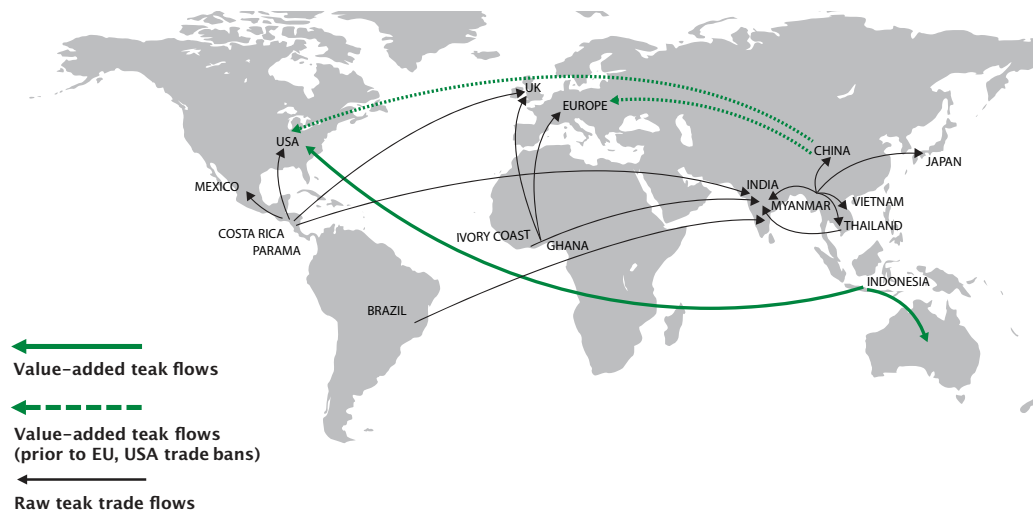 UK
EUROPE
USA
CHINA
JAPAN
MEXICO
INDIA
MYANMAR
VIETNAM
COSTA RICA
PARAMA
IVORY COAST
GHANA
THAILAND
INDONESIA
BRAZIL
Value-added teak flows
Value-added teak flows
(prior to EU, USA trade bans)
Raw teak trade flows